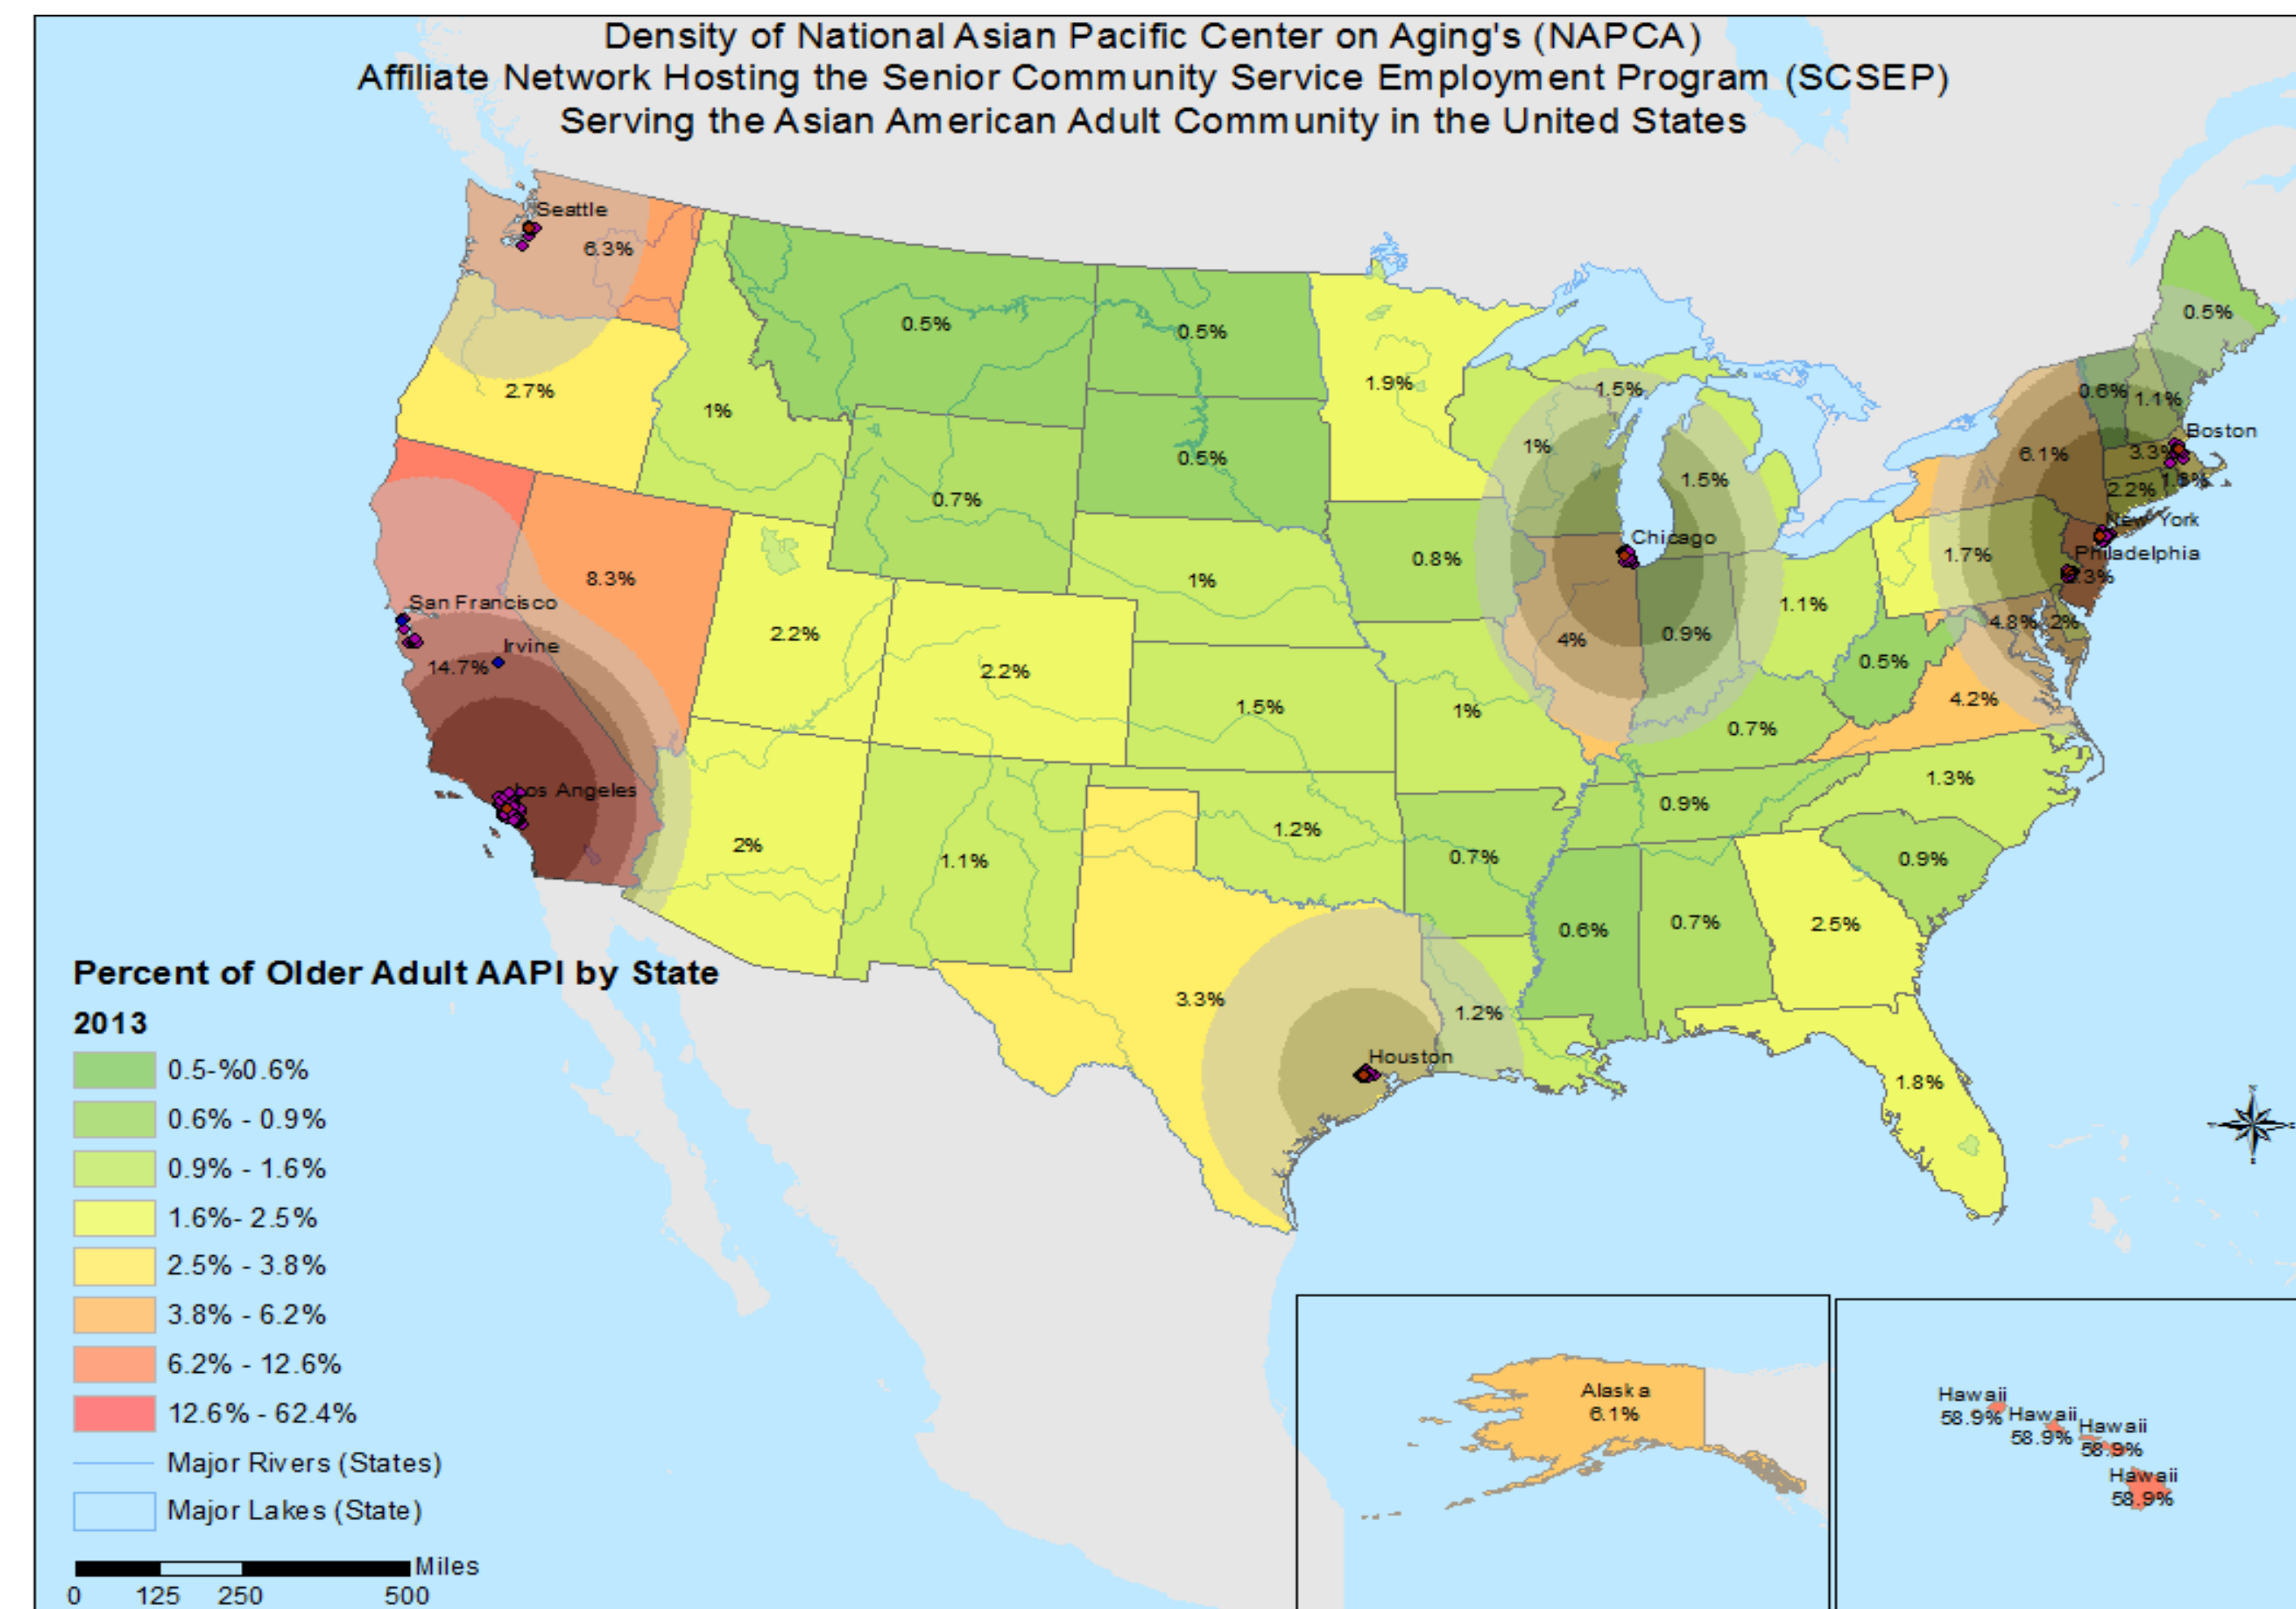 Density of National Asian Pacific Center on Aging's (NAPCA)
Affiliate Network Hosting the Senior Community Service Employment Program (SCSEP)
Serving the Asian American Adult Community in the United States
Seattle
6.3%
2.7%
1%
0.5%
0.5%
0.5%
0.7%
1.9%
1.5%
1%
1.5%
0.5%
0.6%
1.1%
Boston
6.1%
3.3%
2.2%
New York
Philadelphia
1.7%
4.8%
2%
Chicago
0.8%
8.3%
San Francisco
Irvine
14.7%
2.2%
2.2%
1%
1.5%
1%
4%
0.9%
1.1%
0.5%
4.2%
0.7%
1.3%
0.9%
0.9%
Los Angeles
2%
1.1%
1.2%
0.7%
0.6%
0.7%
2.5%
3.3%
1.2%
Houston
1.8%
Percent of Older Adult AAPI by State
2013
0.5-%0.6%
0.6% - 0.9%
0.9% - 1.6%
1.6%- 2.5%
2.5% - 3.8%
3.8% - 6.2%
6.2% - 12.6%
12.6% - 62.4%
Major Rivers (States)
Major Lakes (State)
Miles
0 125 250 500
Alaska
6.1%
Hawaii
58.9%
Hawaii
58.9%
Hawaii
58.9%
Hawaii
58.9%